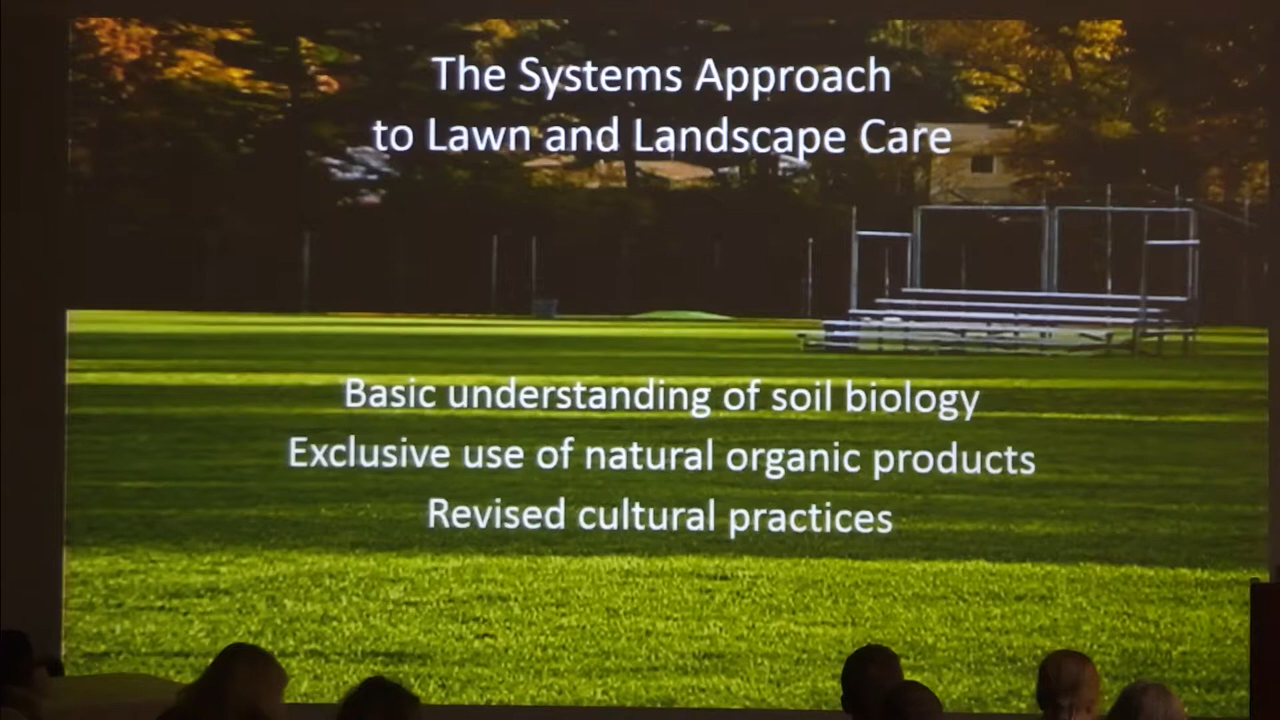 The Systems Approach
to Lawn and Landscape Care
Basic understanding of soil biology
Exclusive use of natural organic products
Revised cultural practices